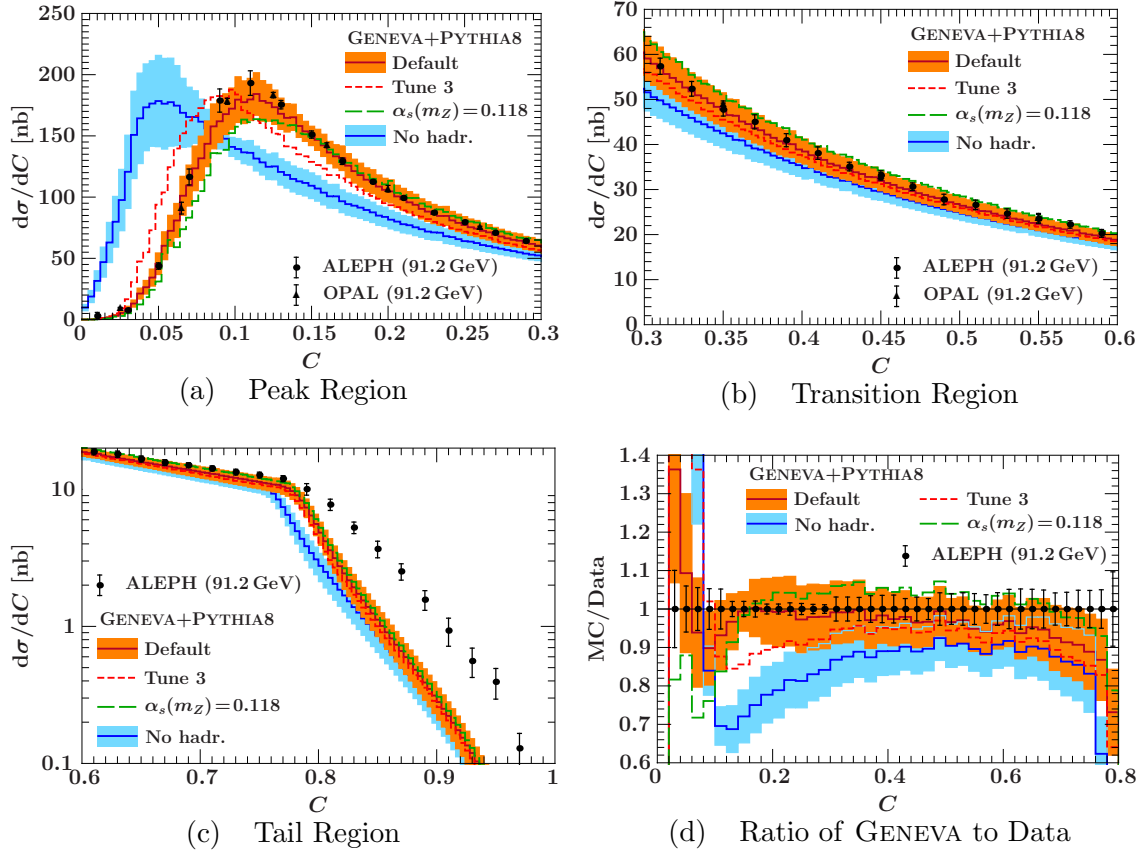 GENEVA+PYTHIA8
Default
Tune 3
αs(mZ)=0.118
No hadr.
ALEPH (91.2 GeV)
OPAL (91.2 GeV)
dσ/dC [nb]
250
200
150
100
50
0
0 0.05 0.1 0.15 0.2 0.25 0.3
C
(a) Peak Region
GENEVA+PYTHIA8
Default
Tune 3
αs(mZ)=0.118
No hadr.
ALEPH (91.2 GeV)
OPAL (91.2 GeV)
dσ/dC [nb]
70
60
50
40
30
20
10
0
0.3 0.35 0.4 0.45 0.5 0.55 0.6
C
(b) Transition Region
ALEPH (91.2 GeV)
GENEVA+PYTHIA8
Default
Tune 3
αs(mZ)=0.118
No hadr.
dσ/dC [nb]
10
1
0.1
0.6 0.7 0.8 0.9 1
C
(c) Tail Region
GENEVA+PYTHIA8
Default Tune 3
No hadr. αs(mZ)=0.118
ALEPH (91.2 GeV)
MC/Data
1.4
1.3
1.2
1.1
1
0.9
0.8
0.7
0.6
0 0.2 0.4 0.6 0.8
C
(d) Ratio of GENEVA to Data